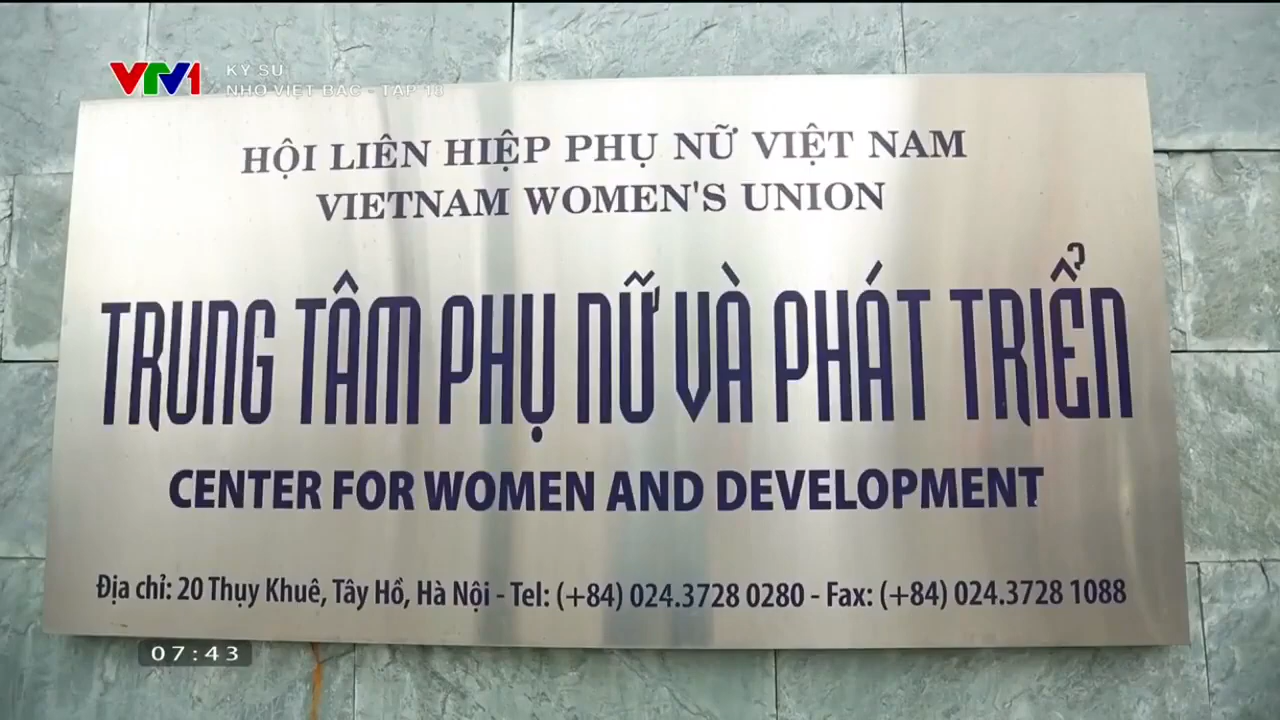 VTV1
KÝ SỰ
NHỚ VIỆT BẮC - TẬP 18
HỘI LIÊN HIỆP PHỤ NỮ VIỆT NAM
VIETNAM WOMEN'S UNION
TRUNG TÂM PHỤ NỮ VÀ PHÁT TRIỂN
CENTER FOR WOMEN AND DEVELOPMENT
Địa chỉ: 20 Thụy Khuê, Tây Hồ, Hà Nội - Tel: (+84) 024.3728 0280 - Fax: (+84) 024.3728 1088
07:43